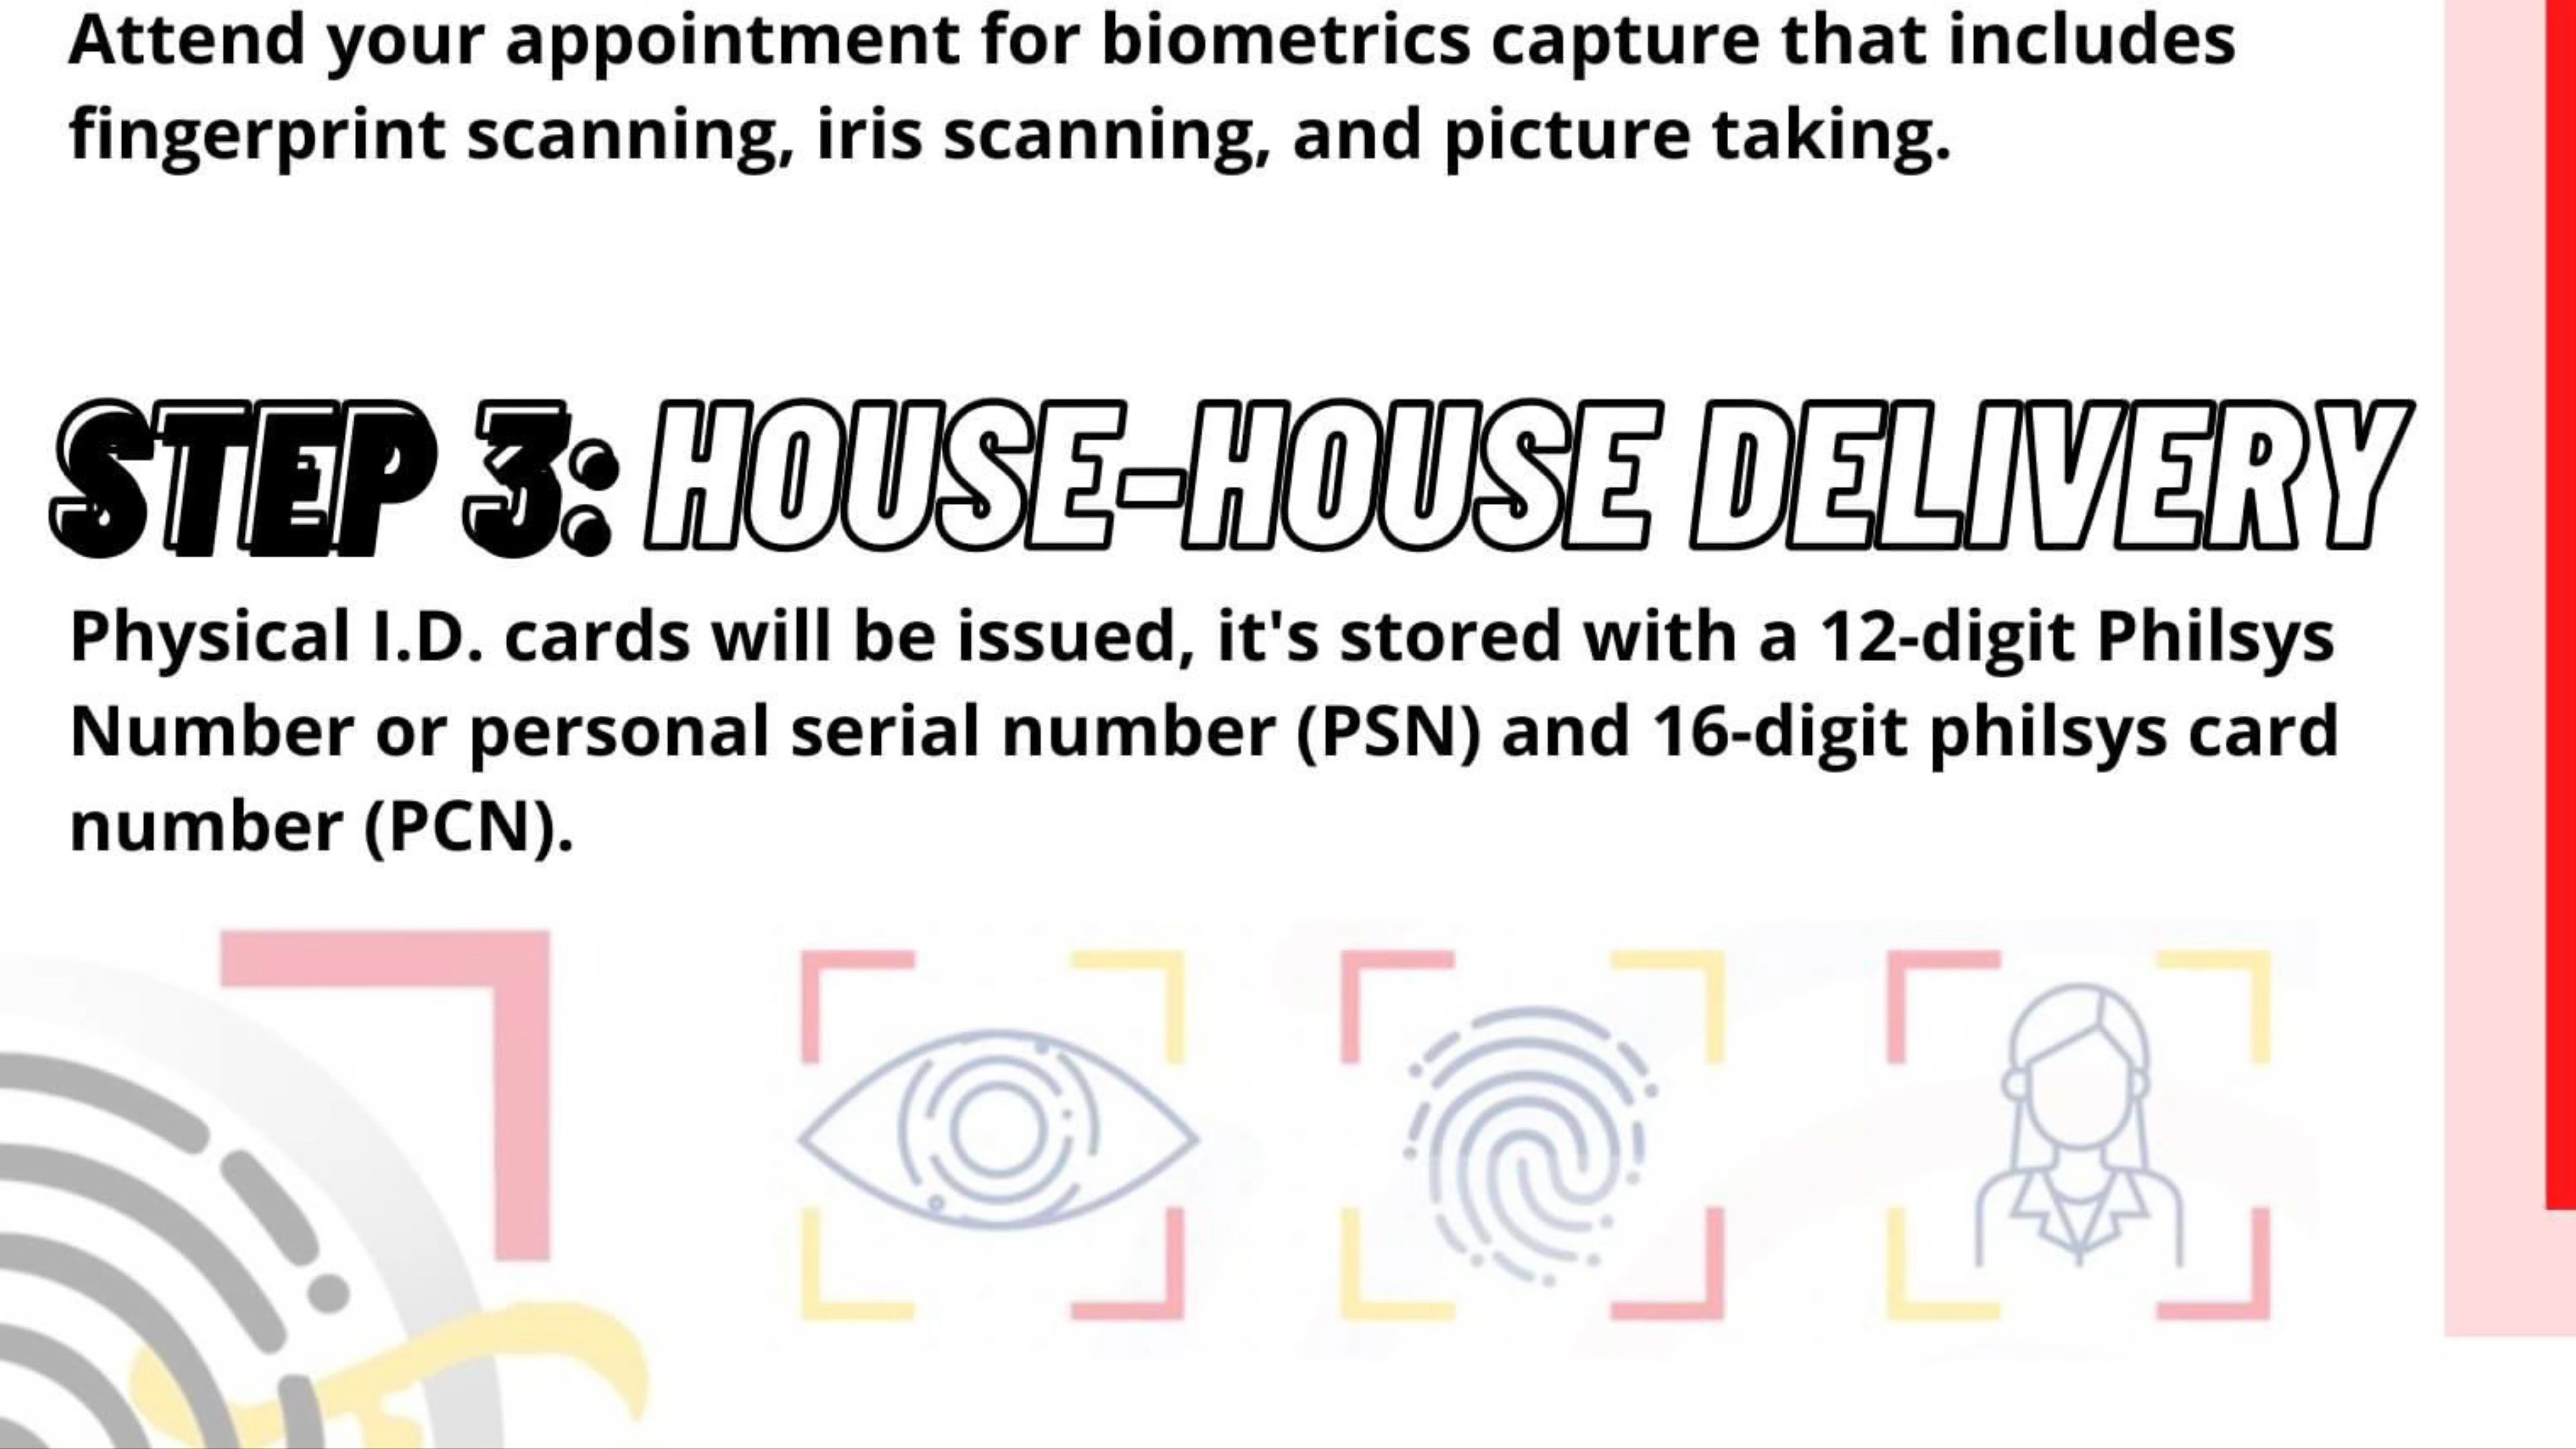 Attend your appointment for biometrics capture that includes
fingerprint scanning, iris scanning, and picture taking.
STEP 3: HOUSE-HOUSE DELIVERY
Physical I.D. cards will be issued, it's stored with a 12-digit Philsys
Number or personal serial number (PSN) and 16-digit philsys card
number (PCN).